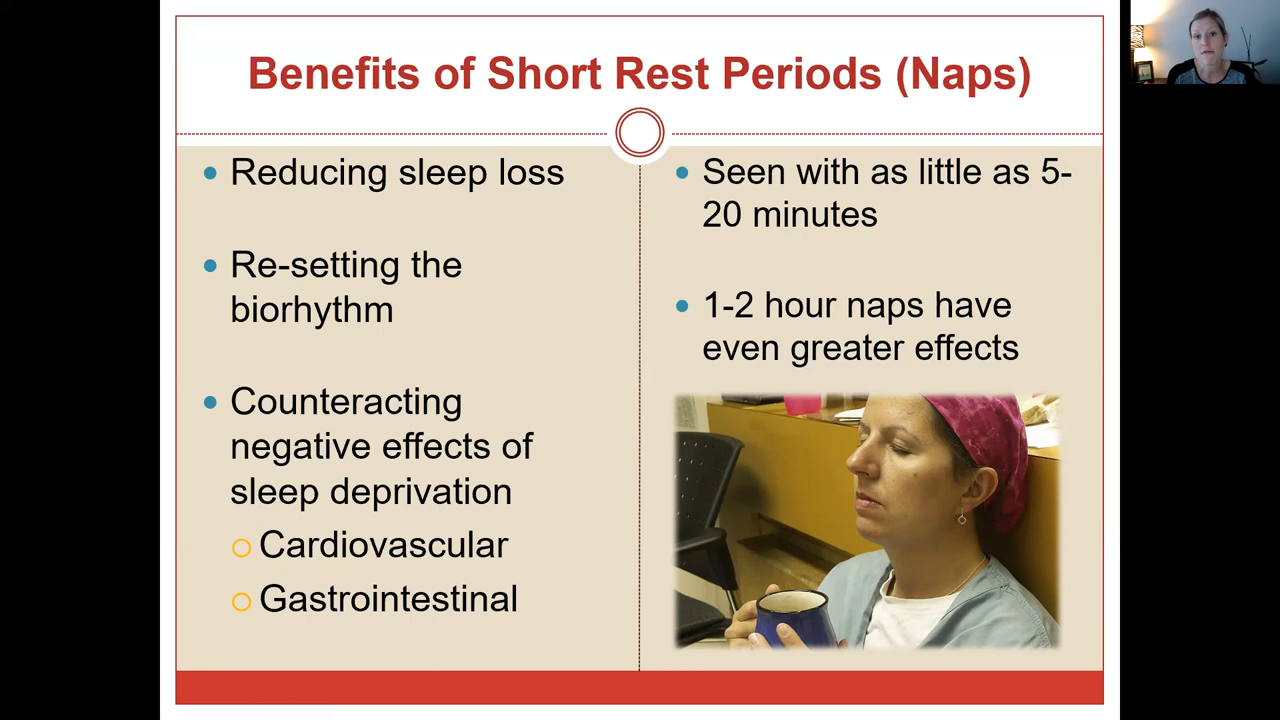 Benefits of Short Rest Periods (Naps)
Reducing sleep loss
Re-setting the
biorhythm
Counteracting
negative effects of
sleep deprivation
Cardiovascular
Gastrointestinal
Seen with as little as 5-
20 minutes
1-2 hour naps have
even greater effects